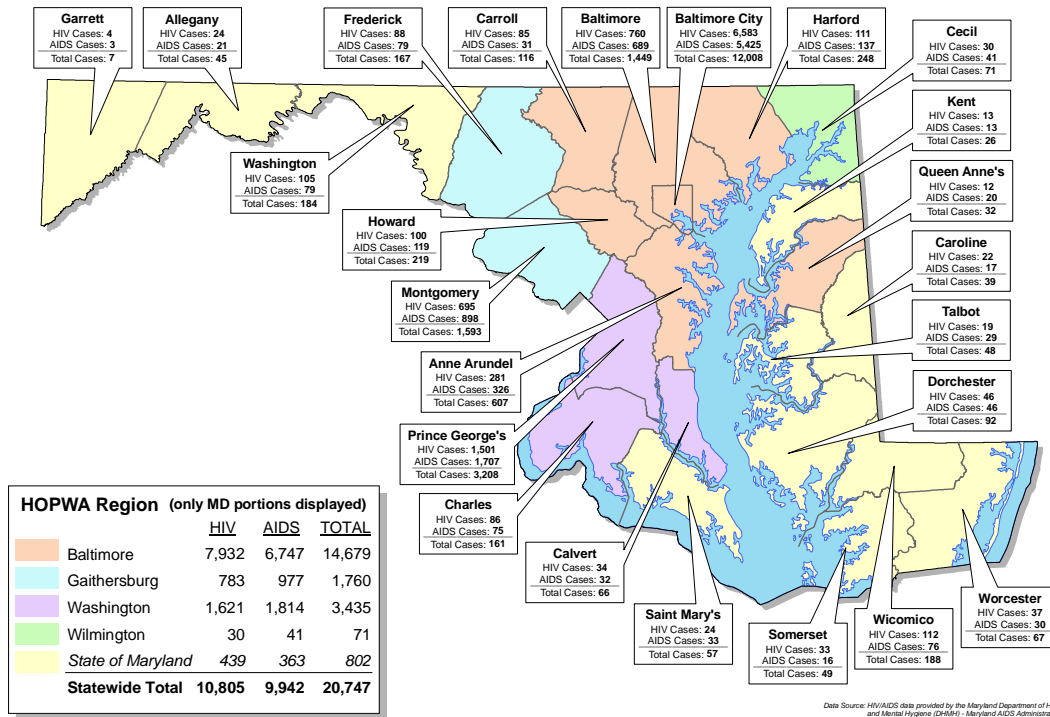 Garrett
HIV Cases: 4
AIDS Cases: 3
Total Cases: 7
Allegany
HIV Cases: 24
AIDS Cases: 21
Total Cases: 45
Frederick
HIV Cases: 88
AIDS Cases: 79
Total Cases: 167
Carroll
HIV Cases: 85
AIDS Cases: 31
Total Cases: 116
Baltimore
HIV Cases: 760
AIDS Cases: 689
Total Cases: 1,449
Baltimore City
HIV Cases: 6,583
AIDS Cases: 5,425
Total Cases: 12,008
Harford
HIV Cases: 111
AIDS Cases: 137
Total Cases: 248
Cecil
HIV Cases: 30
AIDS Cases: 41
Total Cases: 71
Kent
HIV Cases: 13
AIDS Cases: 13
Total Cases: 26
Washington
HIV Cases: 105
AIDS Cases: 79
Total Cases: 184
Queen Anne's
HIV Cases: 12
AIDS Cases: 20
Total Cases: 32
Howard
HIV Cases: 100
AIDS Cases: 119
Total Cases: 219
Caroline
HIV Cases: 22
AIDS Cases: 17
Total Cases: 39
Montgomery
HIV Cases: 695
AIDS Cases: 898
Total Cases: 1,593
Talbot
HIV Cases: 19
AIDS Cases: 29
Total Cases: 48
Anne Arundel
HIV Cases: 281
AIDS Cases: 326
Total Cases: 607
Dorchester
HIV Cases: 46
AIDS Cases: 46
Total Cases: 92
Prince George's
HIV Cases: 1,501
AIDS Cases: 1,707
Total Cases: 3,208
Charles
HIV Cases: 86
AIDS Cases: 75
Total Cases: 161
Calvert
HIV Cases: 34
AIDS Cases: 32
Total Cases: 66
Saint Mary's
HIV Cases: 24
AIDS Cases: 33
Total Cases: 57
Somerset
HIV Cases: 33
AIDS Cases: 16
Total Cases: 49
Wicomico
HIV Cases: 112
AIDS Cases: 76
Total Cases: 188
Worcester
HIV Cases: 37
AIDS Cases: 30
Total Cases: 67
HOPWA Region (only MD portions displayed)
HIV AIDS TOTAL
Baltimore 7,932 6,747 14,679
Gaithersburg 783 977 1,760
Washington 1,621 1,814 3,435
Wilmington 30 41 71
State of Maryland 439 363 802
Statewide Total 10,805 9,942 20,747
Data Source: HIV/AIDS data provided by the Maryland Department of
and Mental Hygiene (DHMH) - Maryland AIDS